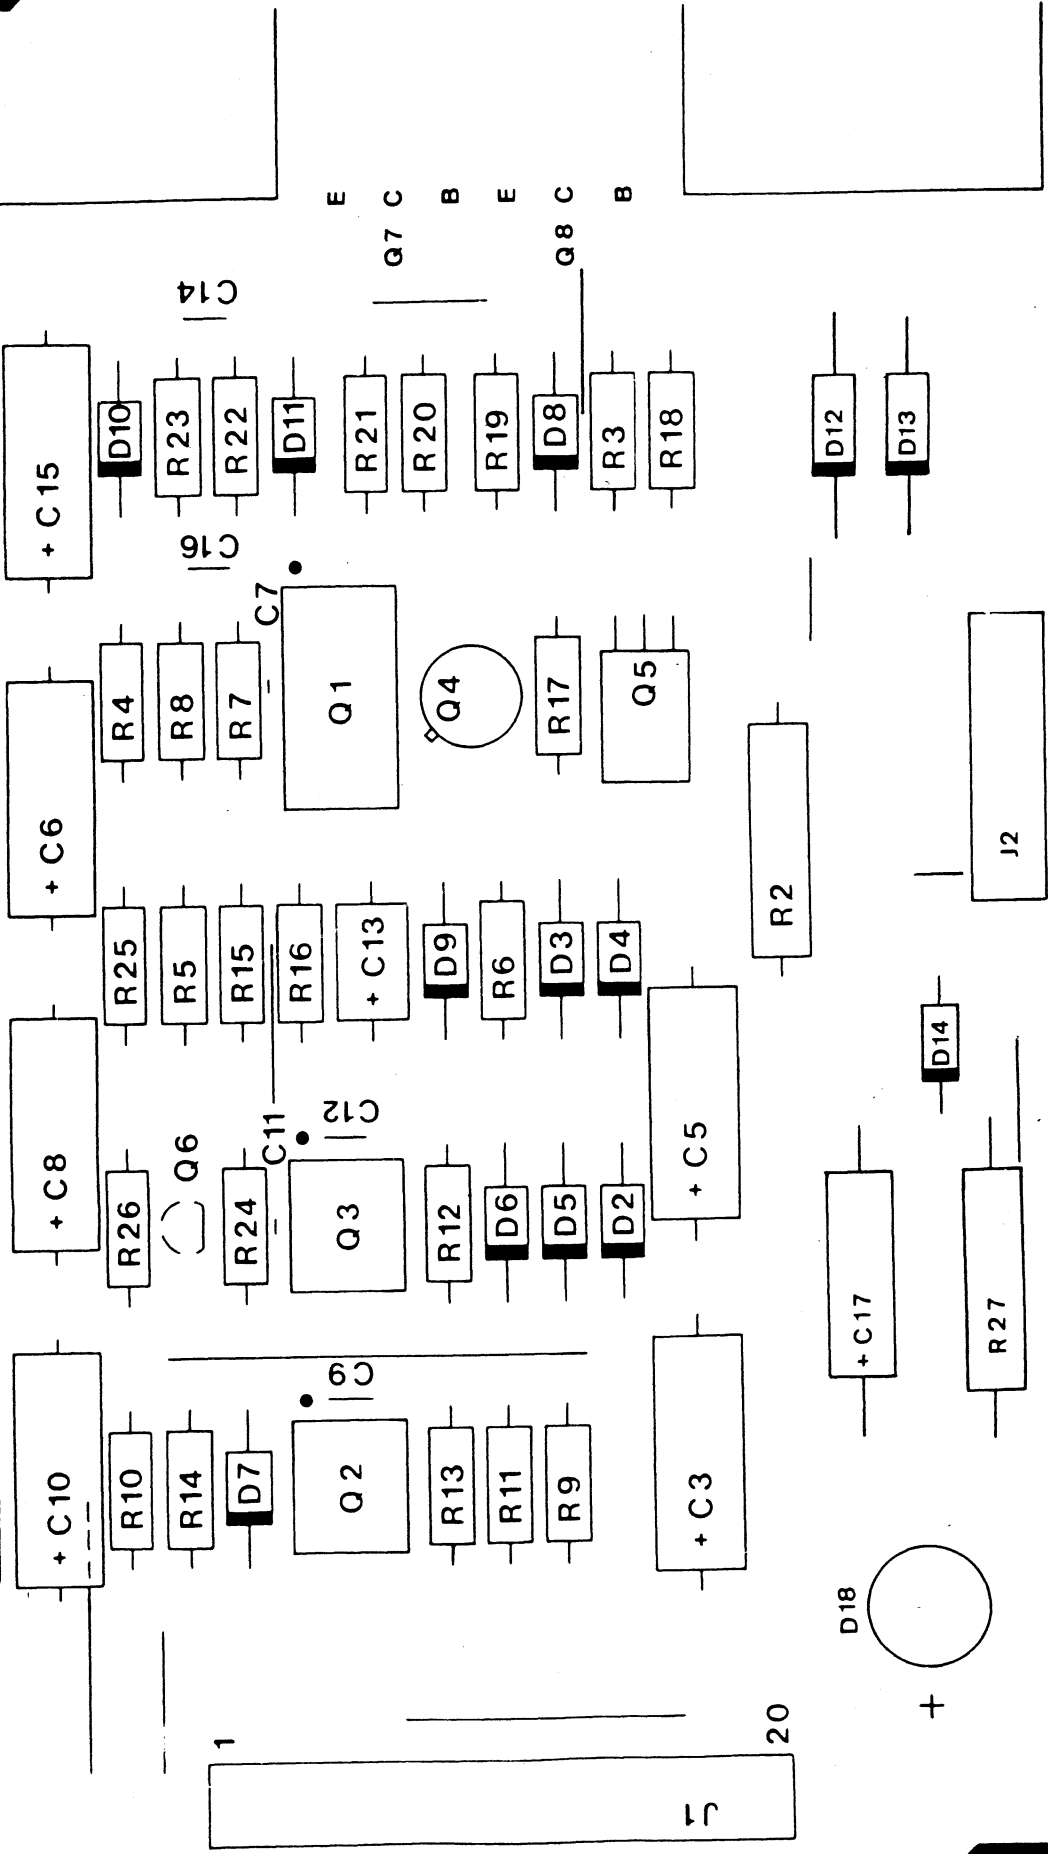 E
C
B
E
C
B
Q7
Q8
C14
+ C15
D10
R23
R22
D11
R21
R20
R19
D8
R3
R18
D12
D13
C16
C7
+ C6
R4
R8
R7
Q1
Q4
R17
Q5
R2
J2
R25
R5
R15
R16
+ C13
D9
R6
D3
D4
D14
+ C8
R26
Q6
R24
C11
C12
Q3
R12
D6
D5
D2
+ C5
+ C17
R27
C9
+ C10
R10
R14
D7
Q2
R13
R11
R9
+ C3
D18
+
1
20
J1